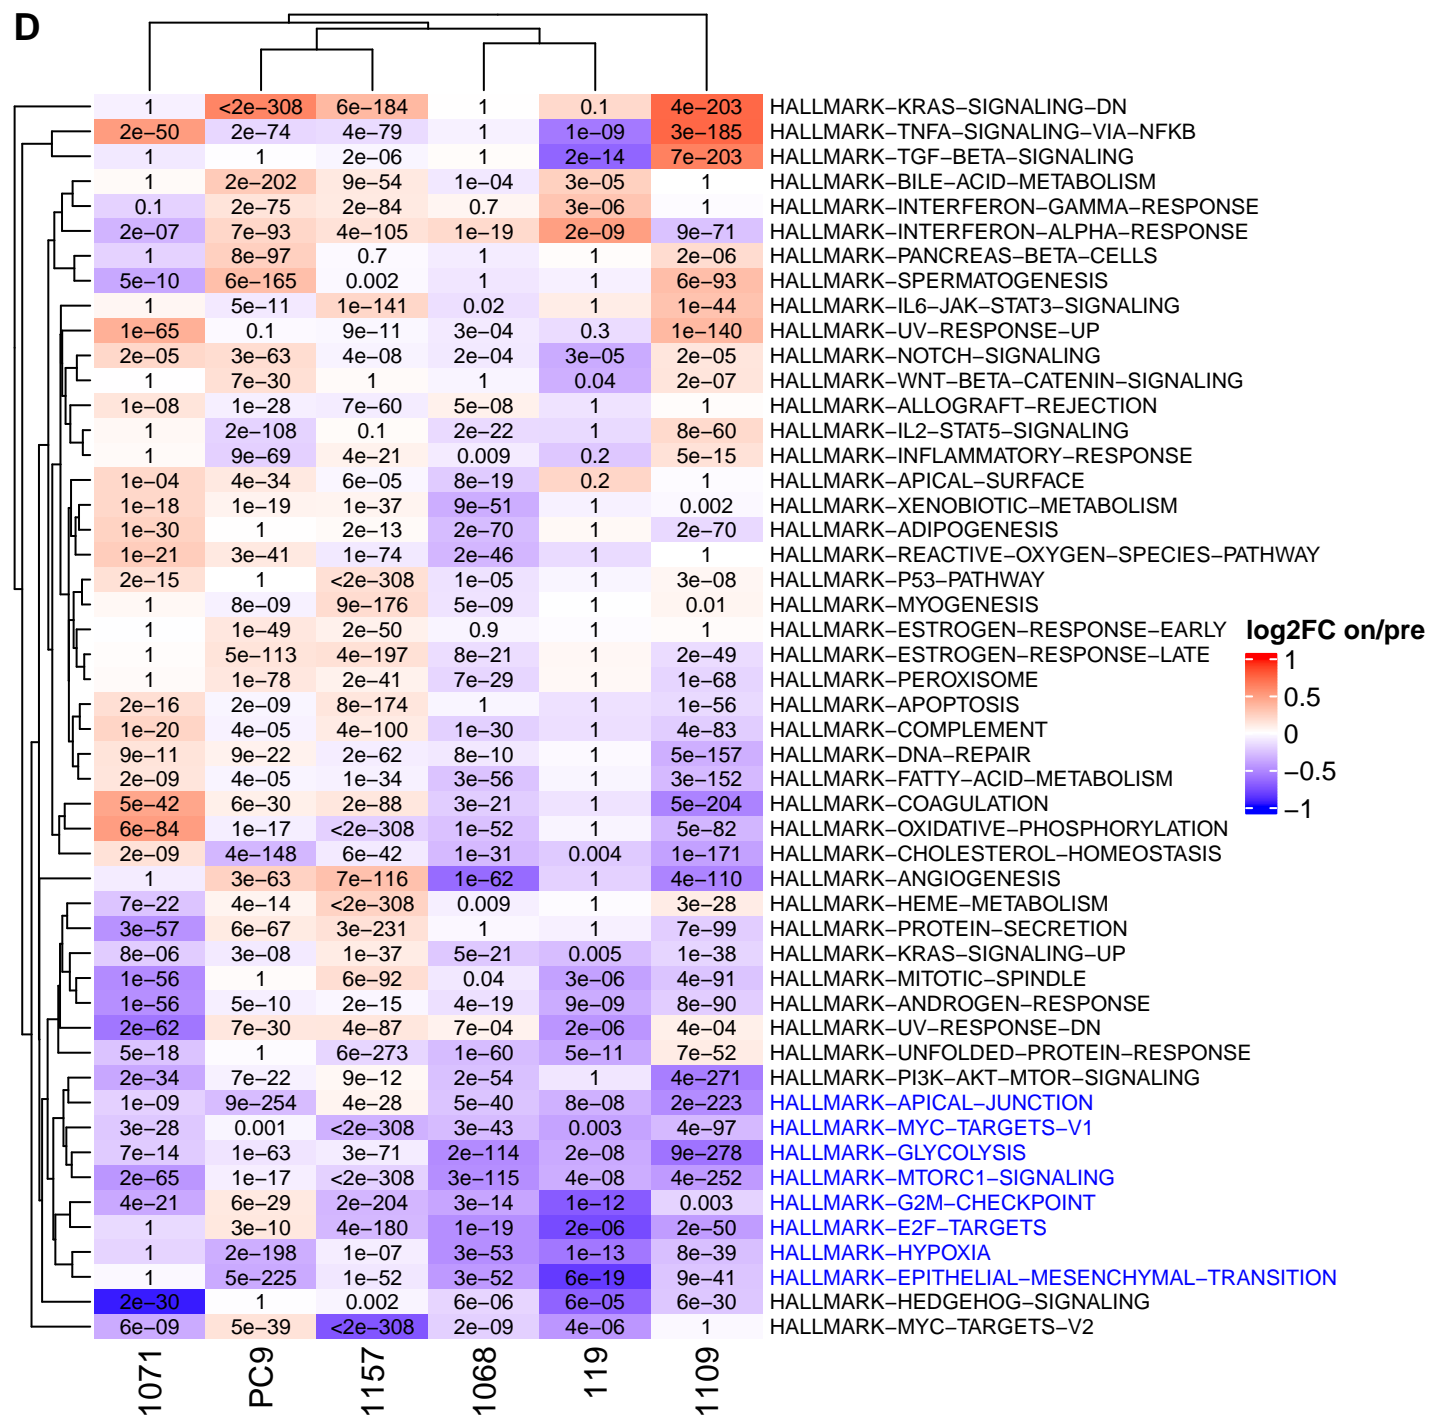 D
1 <2e−308 6e−184 1 0.1 4e−203 HALLMARK−KRAS−SIGNALING−DN
2e−50 2e−74 4e−79 1 1e−09 3e−185 HALLMARK−TNFA−SIGNALING−VIA−NFKB
1 1 2e−06 1 2e−14 7e−203 HALLMARK−TGF−BETA−SIGNALING
1 2e−202 9e−54 1e−04 3e−05 1 HALLMARK−BILE−ACID−METABOLISM
0.1 2e−75 2e−84 0.7 3e−06 1 HALLMARK−INTERFERON−GAMMA−RESPONSE
2e−07 7e−93 4e−105 1e−19 2e−09 9e−71 HALLMARK−INTERFERON−ALPHA−RESPONSE
1 8e−97 0.7 1 1 2e−06 HALLMARK−PANCREAS−BETA−CELLS
5e−10 6e−165 0.002 1 1 6e−93 HALLMARK−SPERMATOGENESIS
1 5e−11 1e−141 0.02 1 1e−44 HALLMARK−IL6−JAK−STAT3−SIGNALING
1e−65 0.1 9e−11 3e−04 0.3 1e−140 HALLMARK−UV−RESPONSE−UP
2e−05 3e−63 4e−08 2e−04 3e−05 2e−05 HALLMARK−NOTCH−SIGNALING
1 7e−30 1 1 0.04 2e−07 HALLMARK−WNT−BETA−CATENIN−SIGNALING
1e−08 1e−28 7e−60 5e−08 1 1 HALLMARK−ALLOGRAFT−REJECTION
1 2e−108 0.1 2e−22 1 8e−60 HALLMARK−IL2−STAT5−SIGNALING
1 9e−69 4e−21 0.009 0.2 5e−15 HALLMARK−INFLAMMATORY−RESPONSE
1e−04 4e−34 6e−05 8e−19 0.2 1 HALLMARK−APICAL−SURFACE
1e−18 1e−19 1e−37 9e−51 1 0.002 HALLMARK−XENOBIOTIC−METABOLISM
1e−30 1 2e−13 2e−70 1 2e−70 HALLMARK−ADIPOGENESIS
1e−21 3e−41 1e−74 2e−46 1 1 HALLMARK−REACTIVE−OXYGEN−SPECIES−PATHWAY
2e−15 1 <2e−308 1e−05 1 3e−08 HALLMARK−P53−PATHWAY
1 8e−09 9e−176 5e−09 1 0.01 HALLMARK−MYOGENESIS
1 1e−49 2e−50 0.9 1 1 HALLMARK−ESTROGEN−RESPONSE−EARLY
1 5e−113 4e−197 8e−21 1 2e−49 HALLMARK−ESTROGEN−RESPONSE−LATE
1 1e−78 2e−41 7e−29 1 1e−68 HALLMARK−PEROXISOME
2e−16 2e−09 8e−174 1 1 1e−56 HALLMARK−APOPTOSIS
1e−20 4e−05 4e−100 1e−30 1 4e−83 HALLMARK−COMPLEMENT
9e−11 9e−22 2e−62 8e−10 1 5e−157 HALLMARK−DNA−REPAIR
2e−09 4e−05 1e−34 3e−56 1 3e−152 HALLMARK−FATTY−ACID−METABOLISM
5e−42 6e−30 2e−88 3e−21 1 5e−204 HALLMARK−COAGULATION
6e−84 1e−17 <2e−308 1e−52 1 5e−82 HALLMARK−OXIDATIVE−PHOSPHORYLATION
2e−09 4e−148 6e−42 1e−31 0.004 1e−171 HALLMARK−CHOLESTEROL−HOMEOSTASIS
1 3e−63 7e−116 1e−62 1 4e−110 HALLMARK−ANGIOGENESIS
7e−22 4e−14 <2e−308 0.009 1 3e−28 HALLMARK−HEME−METABOLISM
3e−57 6e−67 3e−231 1 1 7e−99 HALLMARK−PROTEIN−SECRETION
8e−06 3e−08 1e−37 5e−21 0.005 1e−38 HALLMARK−KRAS−SIGNALING−UP
1e−56 1 6e−92 0.04 3e−06 4e−91 HALLMARK−MITOTIC−SPINDLE
1e−56 5e−10 2e−15 4e−19 9e−09 8e−90 HALLMARK−ANDROGEN−RESPONSE
2e−62 7e−30 4e−87 7e−04 2e−06 4e−04 HALLMARK−UV−RESPONSE−DN
5e−18 1 6e−273 1e−60 5e−11 7e−52 HALLMARK−UNFOLDED−PROTEIN−RESPONSE
2e−34 7e−22 9e−12 2e−54 1 4e−271 HALLMARK−PI3K−AKT−MTOR−SIGNALING
1e−09 9e−254 4e−28 5e−40 8e−08 2e−223 HALLMARK−APICAL−JUNCTION
3e−28 0.001 <2e−308 3e−43 0.003 4e−97 HALLMARK−MYC−TARGETS−V1
7e−14 1e−63 3e−71 2e−114 2e−08 9e−278 HALLMARK−GLYCOLYSIS
2e−65 1e−17 <2e−308 3e−115 4e−08 4e−252 HALLMARK−MTORC1−SIGNALING
4e−21 6e−29 2e−204 3e−14 1e−12 0.003 HALLMARK−G2M−CHECKPOINT
1 3e−10 4e−180 1e−19 2e−06 2e−50 HALLMARK−E2F−TARGETS
1 2e−198 1e−07 3e−53 1e−13 8e−39 HALLMARK−HYPOXIA
1 5e−225 1e−52 3e−52 6e−19 9e−41 HALLMARK−EPITHELIAL−MESENCHYMAL−TRANSITION
2e−30 1 0.002 6e−06 6e−05 6e−30 HALLMARK−HEDGEHOG−SIGNALING
6e−09 5e−39 <2e−308 2e−09 4e−06 1 HALLMARK−MYC−TARGETS−V2
1071 PC9 1157 1068 119 1109
log2FC on/pre
1
0.5
0
−0.5
−1